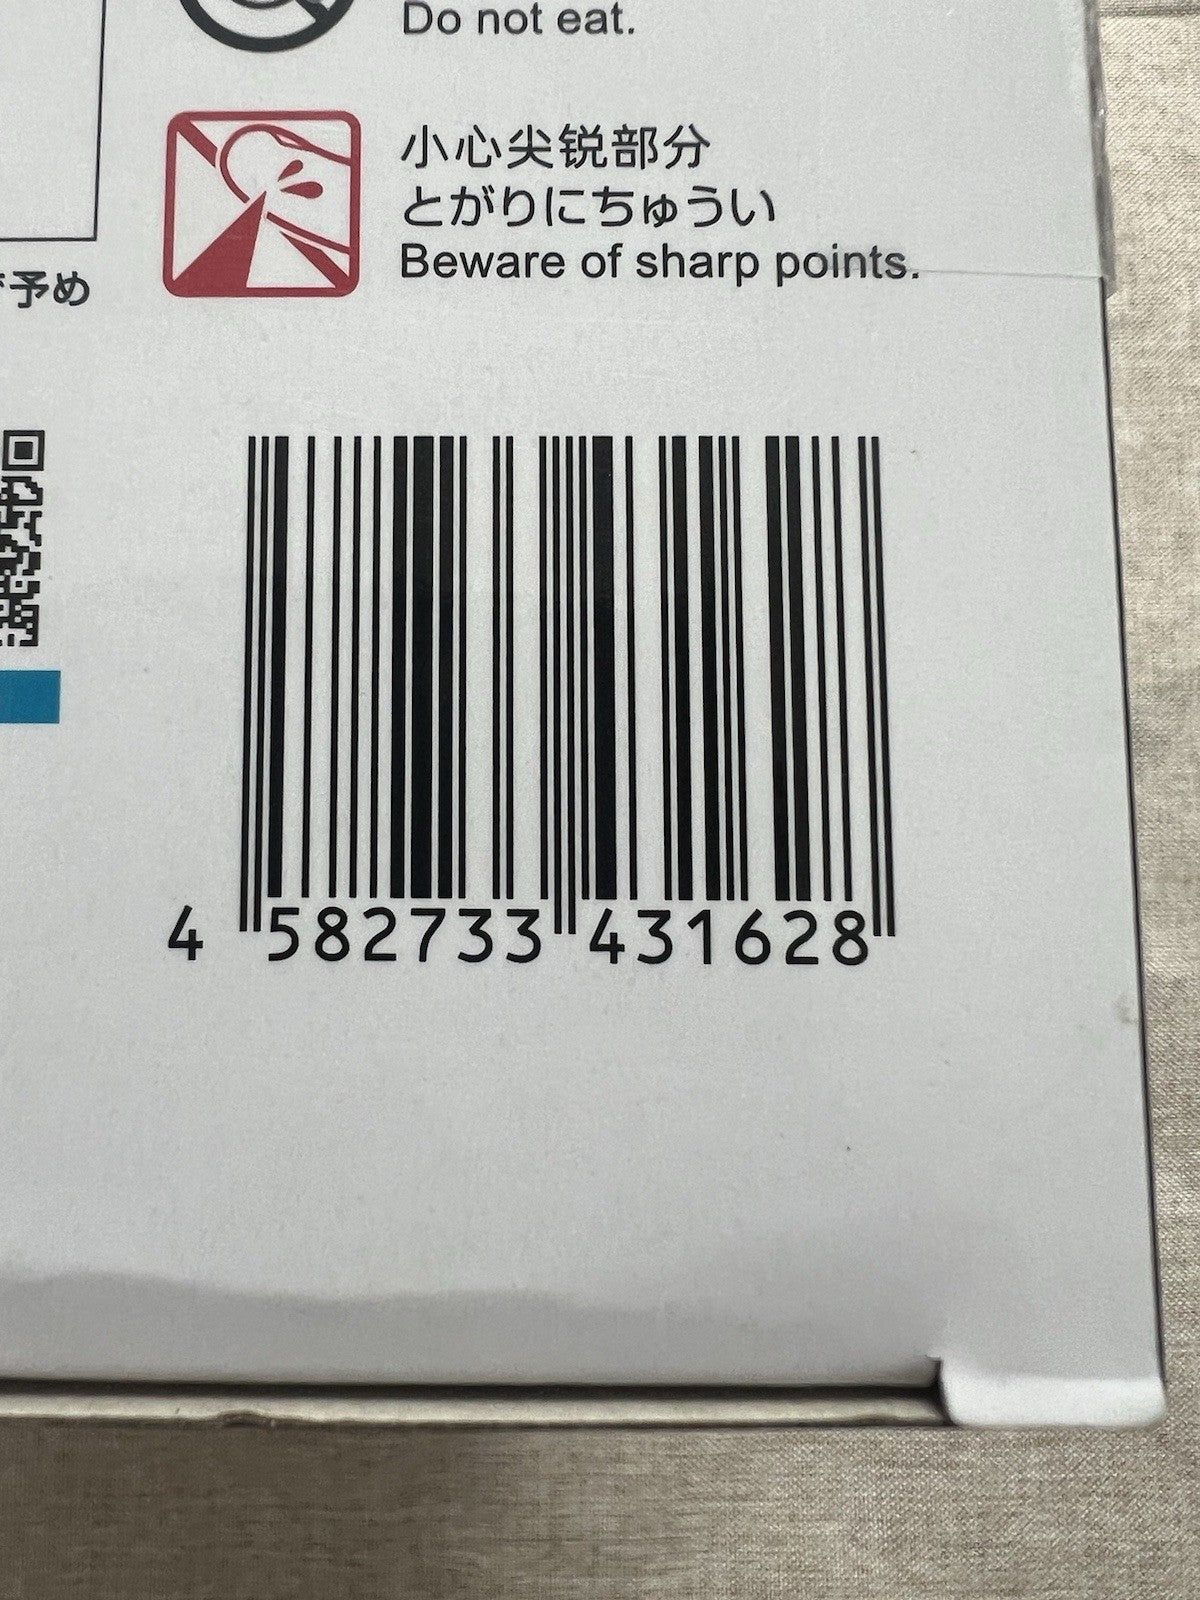 Do not eat.
小心尖锐部分
とがりにちゅうい
Beware of sharp points.
予め
4 582733 431628